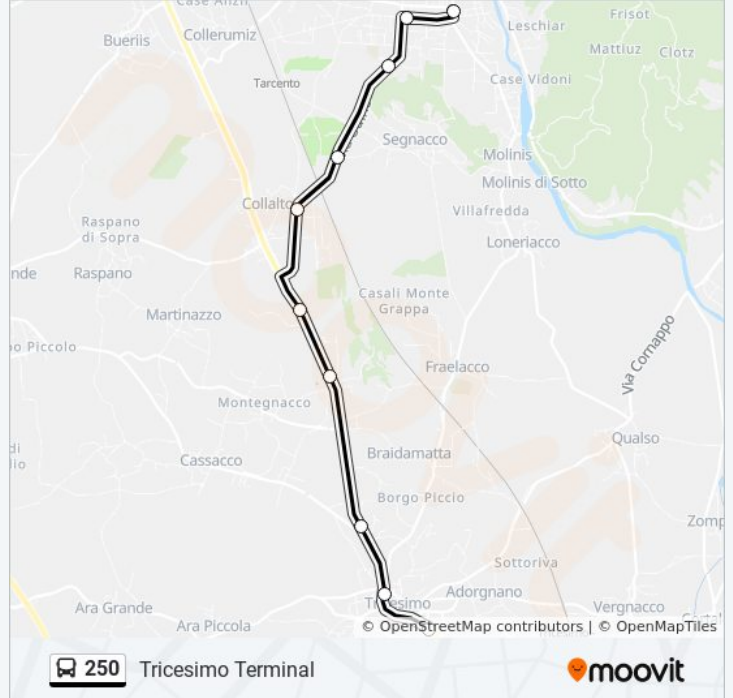 Case Anzil
Frisot
Leschiar
Bueriis
Collerumiz
Mattiuz
Clotz
Case Vidoni
Tarcento
Segnacco
Molinis
Molinis di Sotto
Collalto
Villafredda
Raspano
di Sopra
Loneriacco
nde
Raspano
Casali Monte
Grappa
Martinazzo
Via Cornappo
o Piccolo
Fraelacco
Montegnacco
Qualso
di
lio
Cassacco
Braidamatta
Borgo Piccio
Zomp
Sottoriva
Adorgnano
Ara Grande
Vergnacco
Ara Piccola
© OpenStreetMap contributors | © OpenMapTiles
250 Tricesimo Terminal
moovit